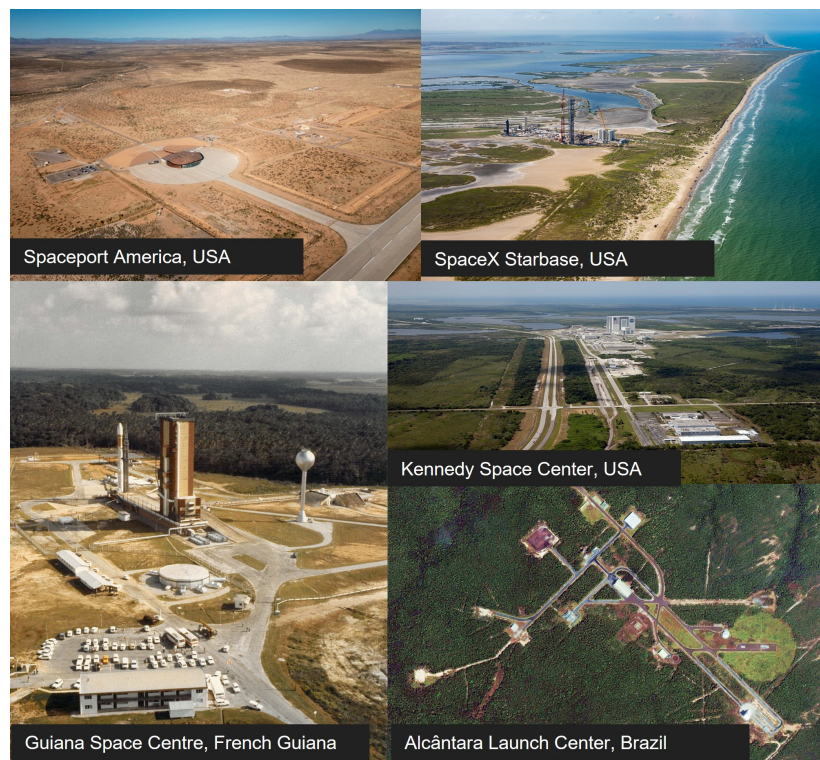 Spaceport America, USA
SpaceX Starbase, USA
Kennedy Space Center, USA
Guiana Space Centre, French Guiana
Alcântara Launch Center, Brazil